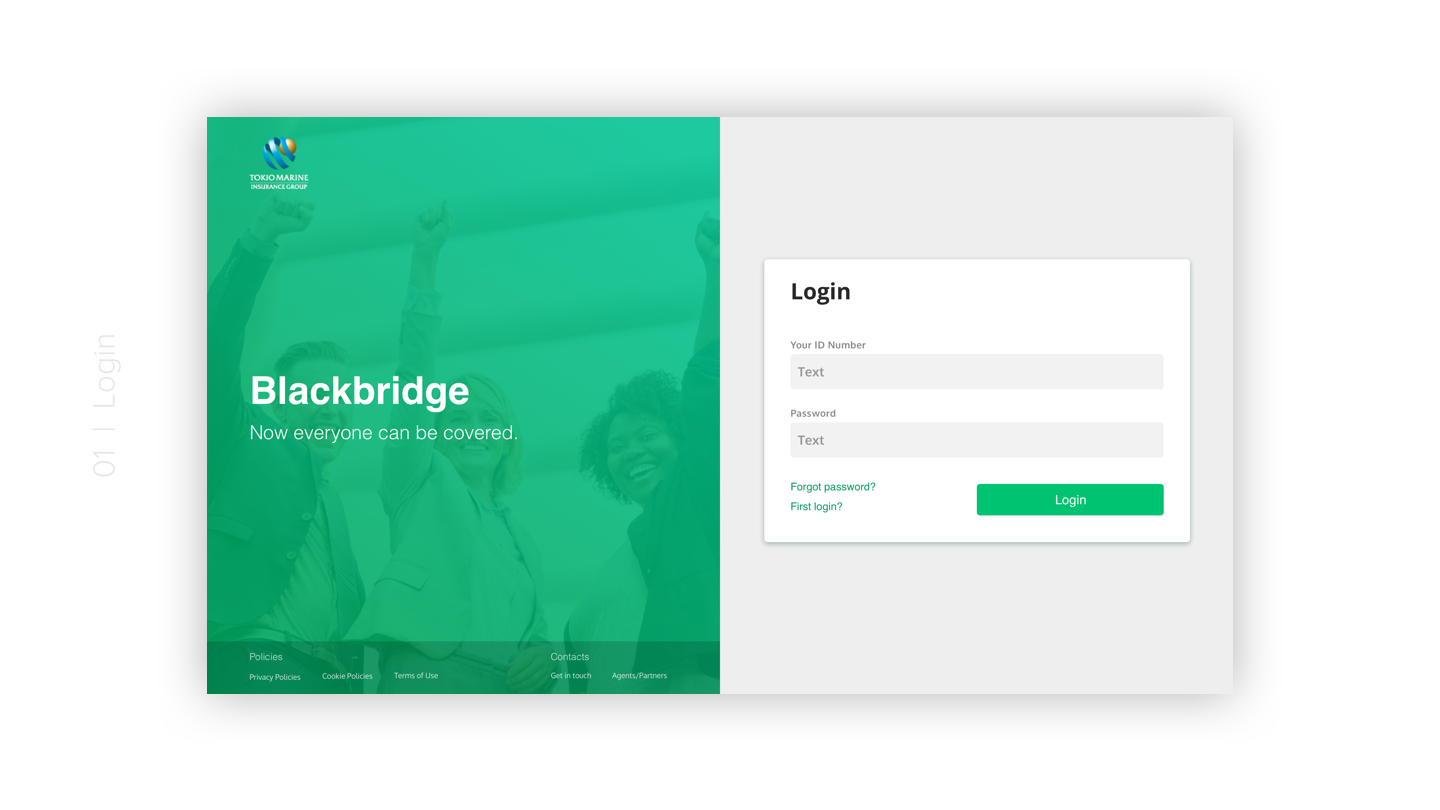 01 | Login
TOKIO MARINE
INSURANCE GROUP
Blackbridge
Now everyone can be covered.
Policies
Privacy Policies
Cookie Policies
Terms of Use
Contacts
Get in touch
Agents/Partners
Login
Your ID Number
Text
Password
Text
Forgot password?
First login?
Login